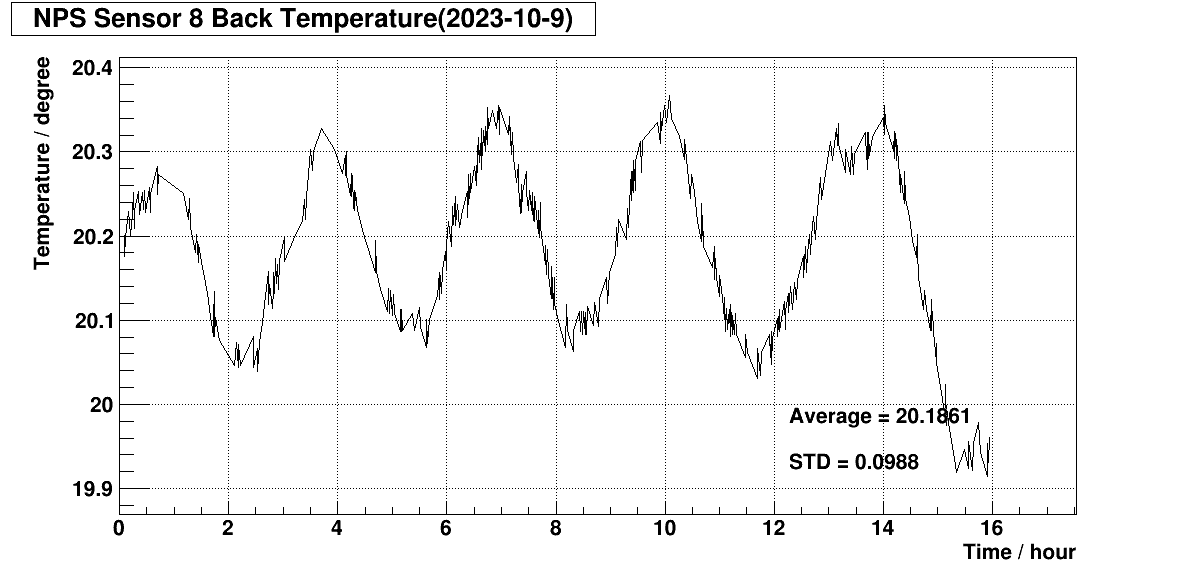 NPS Sensor 8 Back Temperature(2023-10-9)
Temperature / degree
20.4
20.3
20.2
20.1
20
19.9
Average = 20.1861
STD = 0.0988
0 2 4 6 8 10 12 14 16
Time / hour